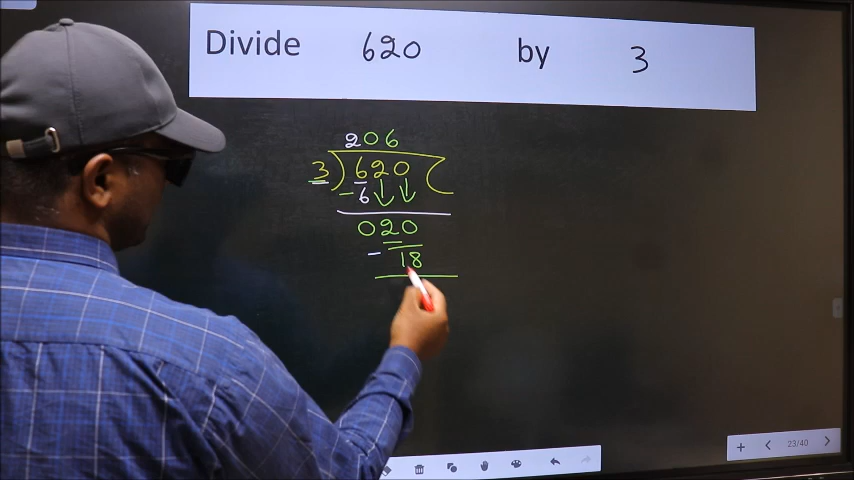 Divide 620 by 3
206
3 ) 620 (
- 6 ↓ ↓
020
- 18
+ < 23/40 >